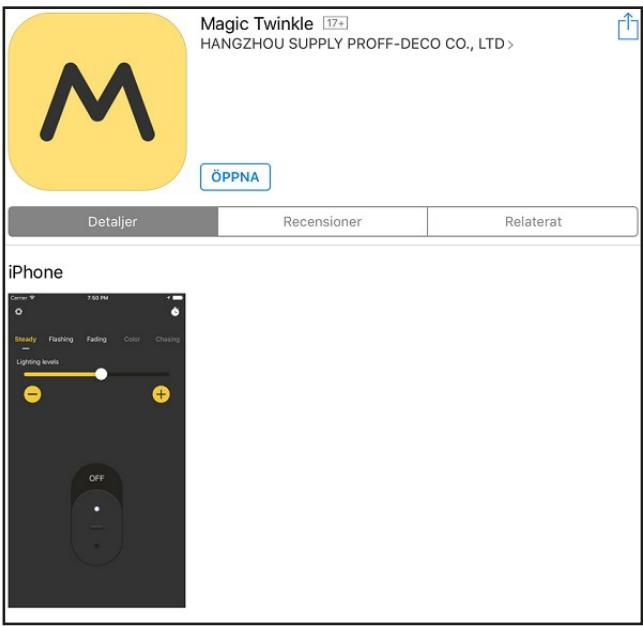 M
Magic Twinkle 17+
HANGZHOU SUPPLY PROFF-DECO CO., LTD >
ÖPPNA
Detaljer Recensioner Relaterat
iPhone
Carrier 7:50 PM
Steady Flashing Fading Color Chasing
Lighting levels
OFF